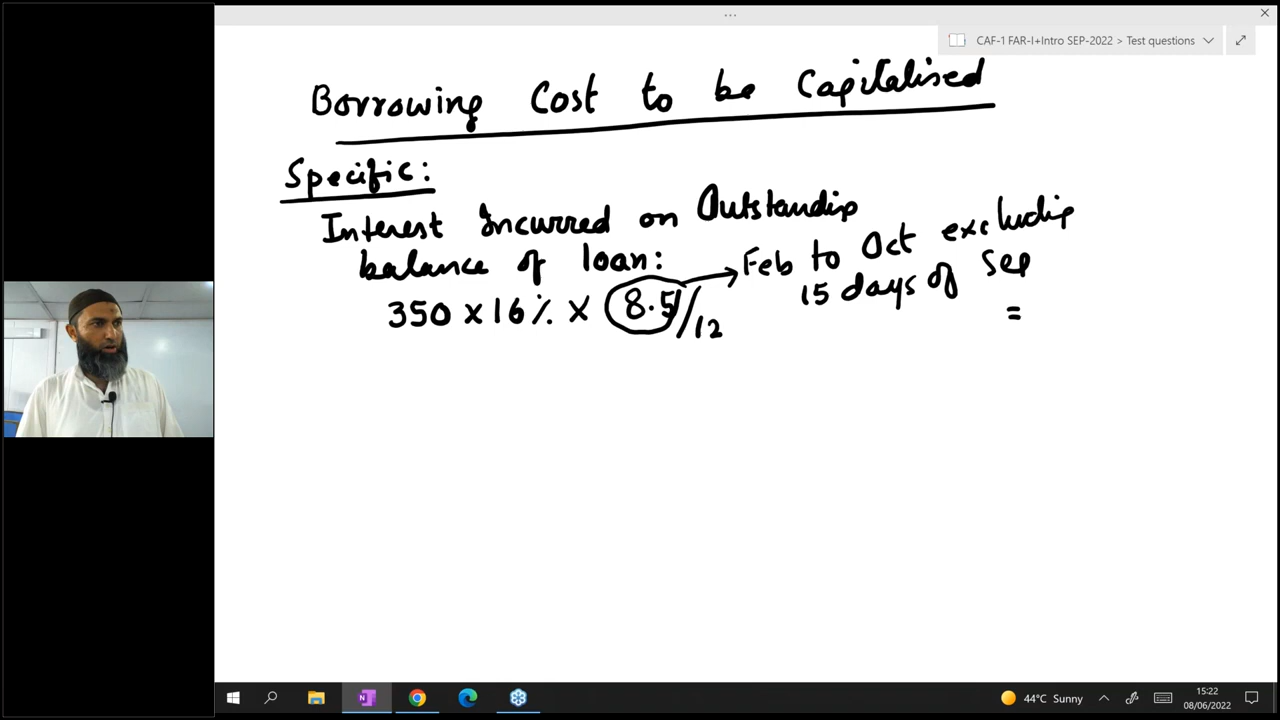 CAF-1 FAR-I+Intro SEP-2022 > Test questions
Borrowing Cost to be Capitalised
Specific:
Interest Incurred on Outstanding
balance of loan:
Feb to Oct excluding
15 days of Sep
350 x 16% x 8.5/12
=
44°C Sunny
15:22
08/06/2022